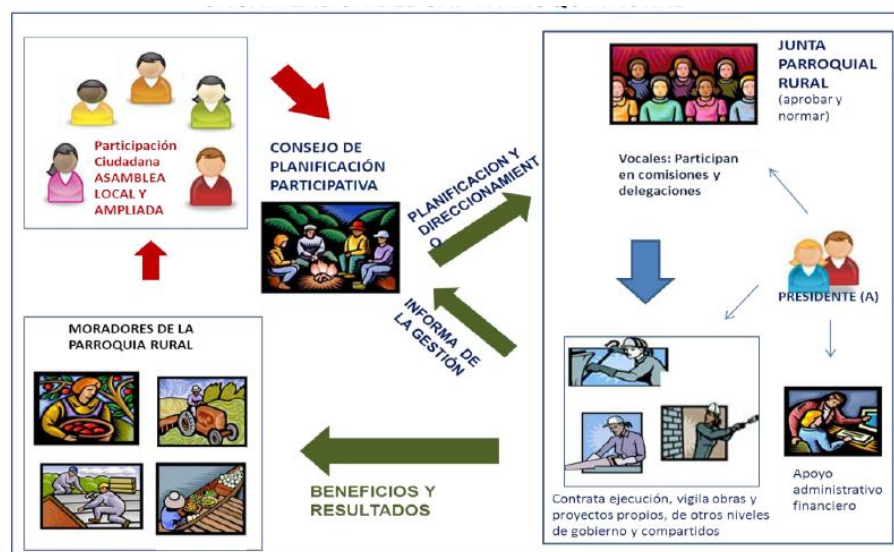 Participación
Ciudadana
ASAMBLEA
LOCAL Y
AMPLIADA
CONSEJO DE
PLANIFICACIÓN
PARTICIPATIVA
PLANIFICACION Y
DIRECCIONAMIENT
O
INFORMA DE
LA GESTIÓN
JUNTA
PARROQUIAL
RURAL
(aprobar y
normar)
Vocales: Participan
en comisiones y
delegaciones
PRESIDENTE (A)
MORADORES DE LA
PARROQUIA RURAL
BENEFICIOS Y
RESULTADOS
Contrata ejecución, vigila obras y
proyectos propios, de otros niveles
de gobierno y compartidos
Apoyo
administrativo
financiero